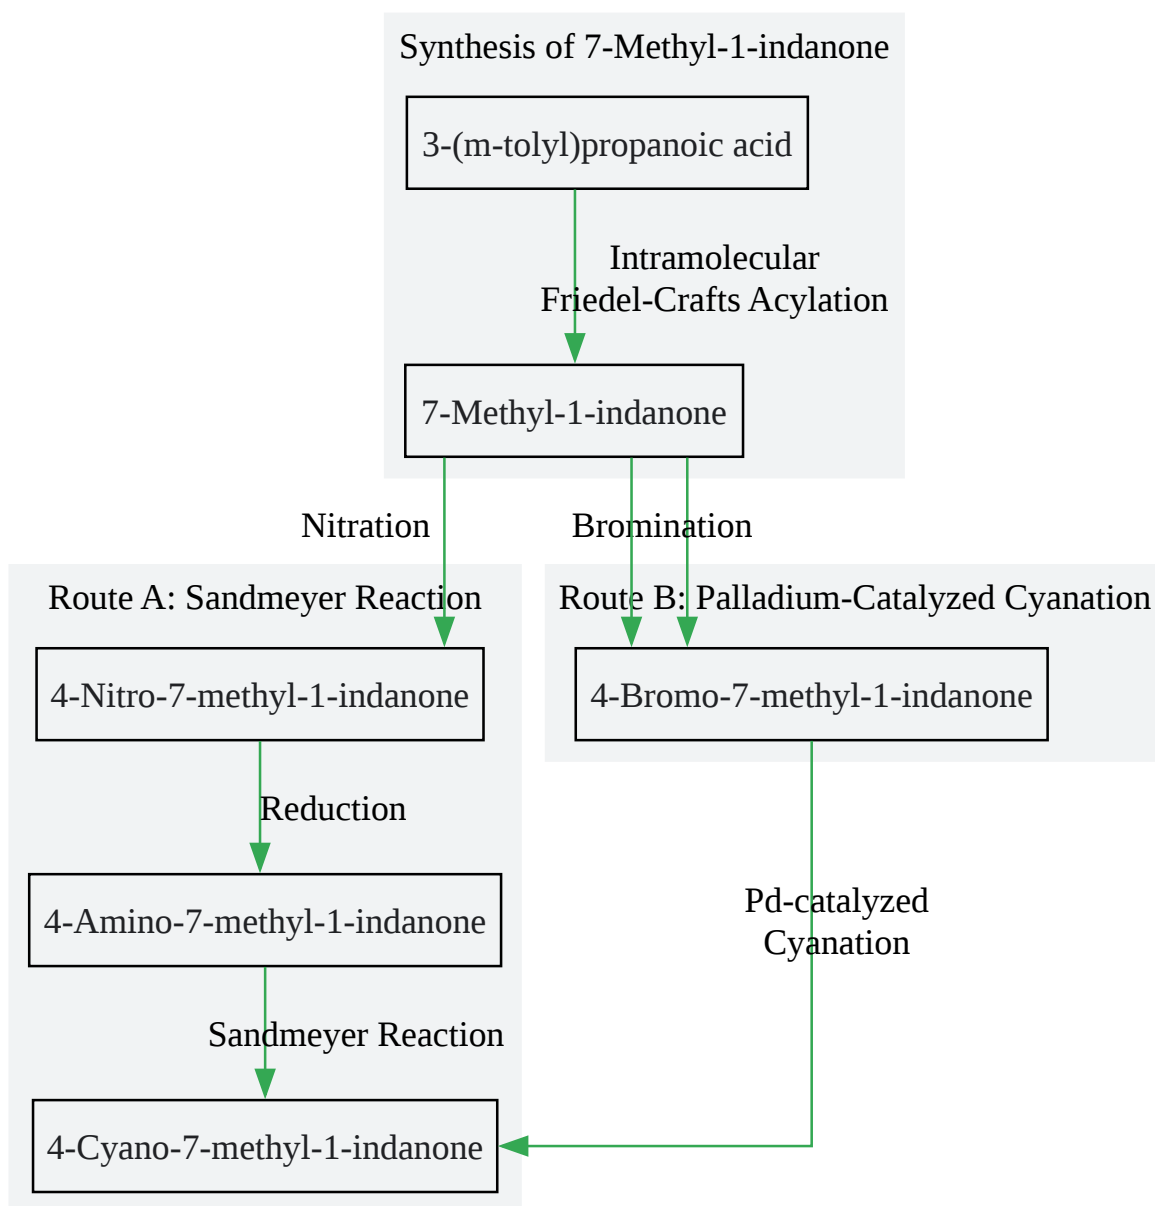 Synthesis of 7-Methyl-1-indanone
3-(m-tolyl)propanoic acid
Intramolecular
Friedel-Crafts Acylation
7-Methyl-1-indanone
Nitration
Bromination
Route A: Sandmeyer Reaction
4-Nitro-7-methyl-1-indanone
Reduction
4-Amino-7-methyl-1-indanone
Sandmeyer Reaction
4-Cyano-7-methyl-1-indanone
Route B: Palladium-Catalyzed Cyanation
4-Bromo-7-methyl-1-indanone
Pd-catalyzed
Cyanation